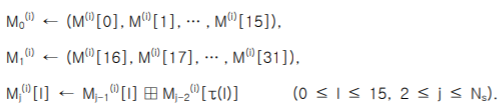 M₀⁽ⁱ⁾ ← (M⁽ⁱ⁾[0], M⁽ⁱ⁾[1], ⋯ , M⁽ⁱ⁾[15]),
M₁⁽ⁱ⁾ ← (M⁽ⁱ⁾[16], M⁽ⁱ⁾[17], ⋯ , M⁽ⁱ⁾[31]),
Mⱼ⁽ⁱ⁾[l] ← Mⱼ₋₁⁽ⁱ⁾[l] ⊞ Mⱼ₋₂⁽ⁱ⁾[τ(l)] (0 ≤ l ≤ 15, 2 ≤ j ≤ Nₛ).